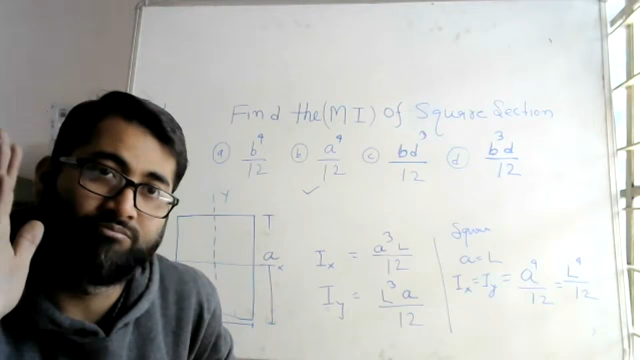 Find the (MI) Of Square Section
ⓐ b⁴/12 ⓑ a⁴/12 ⓒ bd³/12 ⓓ b³d/12
✓
Y
a
x
Iₓ = a³L/12
I_y = L³a/12
Square
a = L
Iₓ = I_y = a⁴/12 = L⁴/12